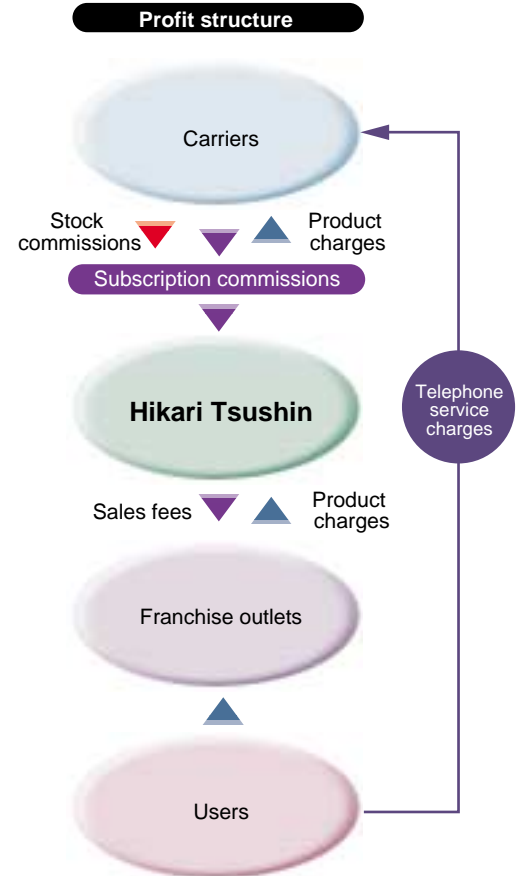 Profit structure
Carriers
Stock
commissions
Product
charges
Subscription commissions
Hikari Tsushin
Telephone
service
charges
Sales fees
Product
charges
Franchise outlets
Users